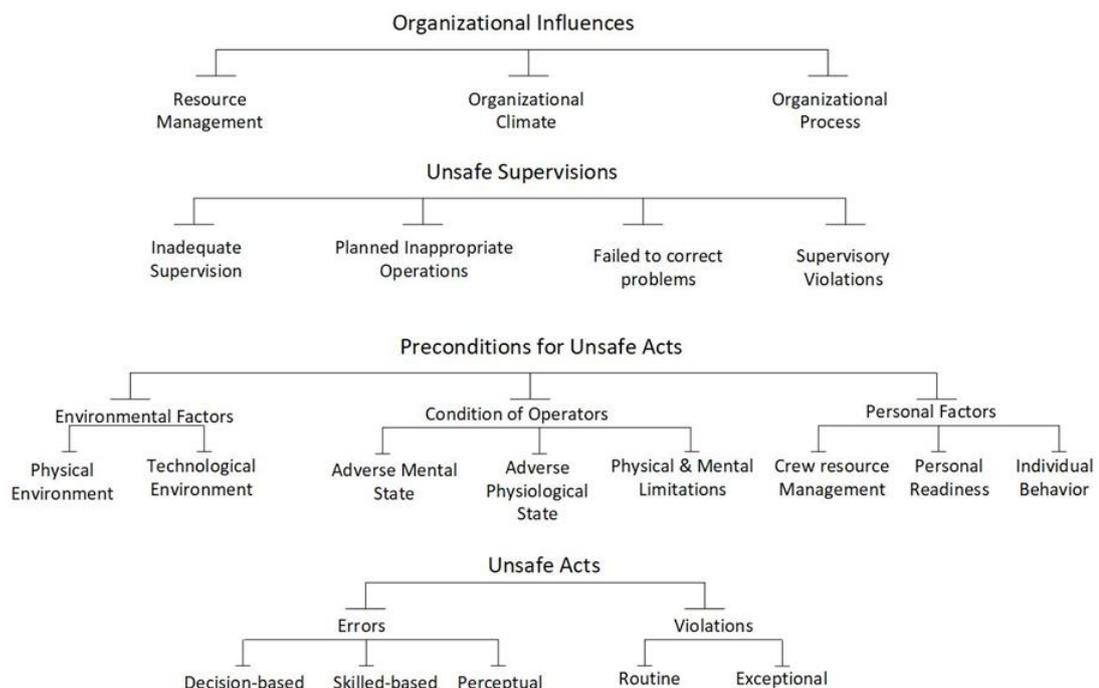 Organizational Influences
Resource
Management
Organizational
Climate
Organizational
Process
Unsafe Supervisions
Inadequate
Supervision
Planned Inappropriate
Operations
Failed to correct
problems
Supervisory
Violations
Preconditions for Unsafe Acts
Environmental Factors
Condition of Operators
Personal Factors
Physical
Environment
Technological
Environment
Adverse Mental
State
Adverse
Physiological
State
Physical & Mental
Limitations
Crew resource
Management
Personal
Readiness
Individual
Behavior
Unsafe Acts
Errors
Violations
Decision-based
Skilled-based
Perceptual
Routine
Exceptional